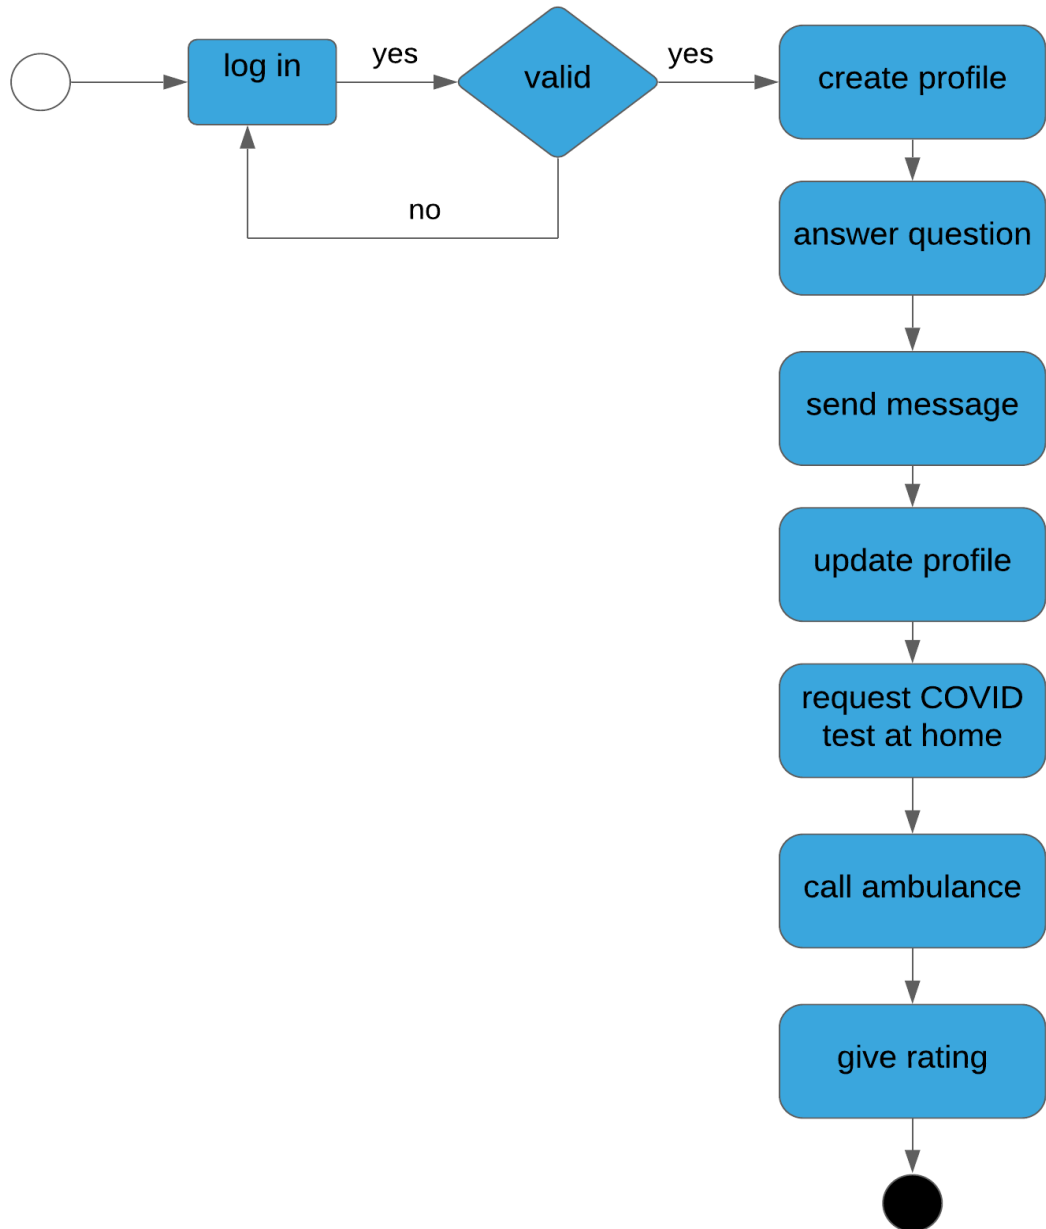 log in
yes
valid
yes
create profile
no
answer question
send message
update profile
request COVID
test at home
call ambulance
give rating